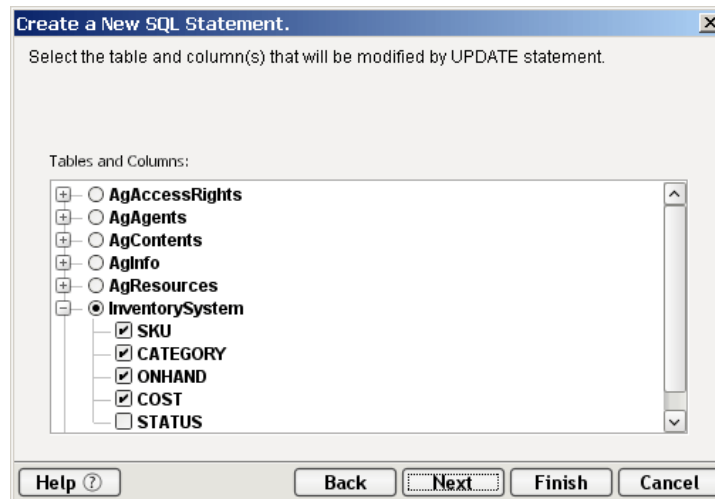 Create a New SQL Statement.
Select the table and column(s) that will be modified by UPDATE statement.
Tables and Columns:
AgAccessRights
AgAgents
AgContents
AgInfo
AgResources
InventorySystem
SKU
CATEGORY
ONHAND
COST
STATUS
Help ? Back Next Finish Cancel